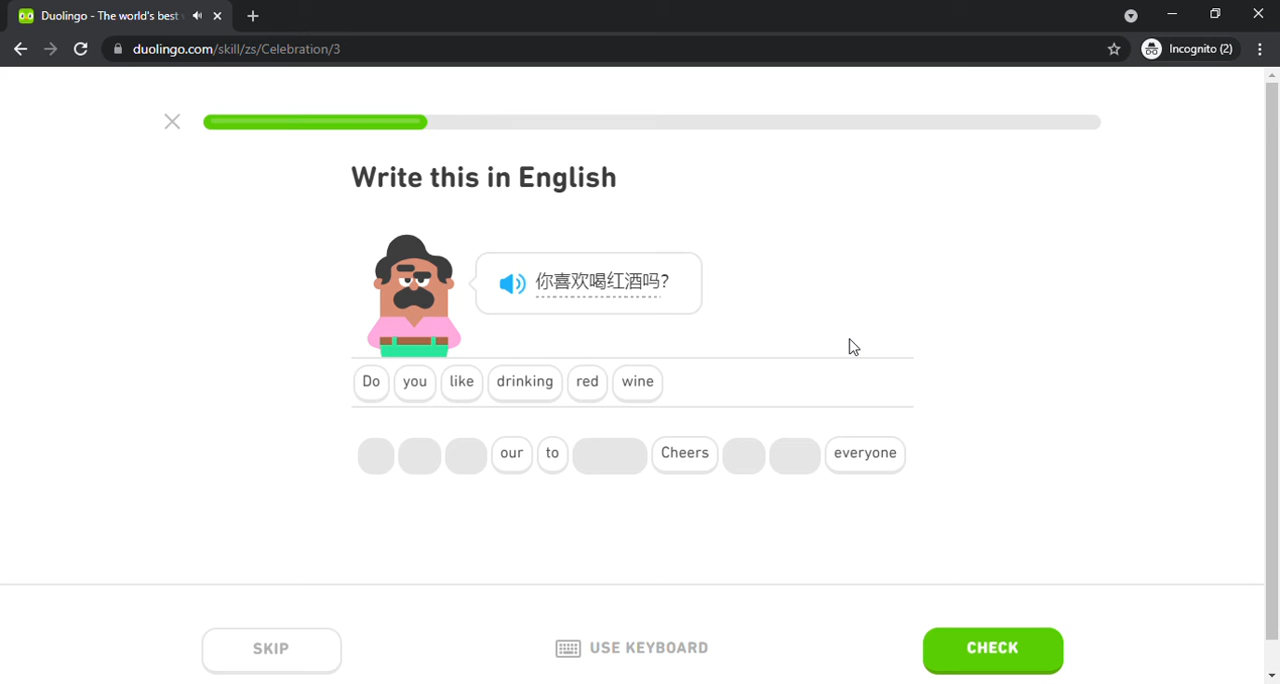 Duolingo - The world's best
duolingo.com/skill/zs/Celebration/3
Incognito (2)
Write this in English
你喜欢喝红酒吗?
Do you like drinking red wine
our to Cheers everyone
SKIP
USE KEYBOARD
CHECK